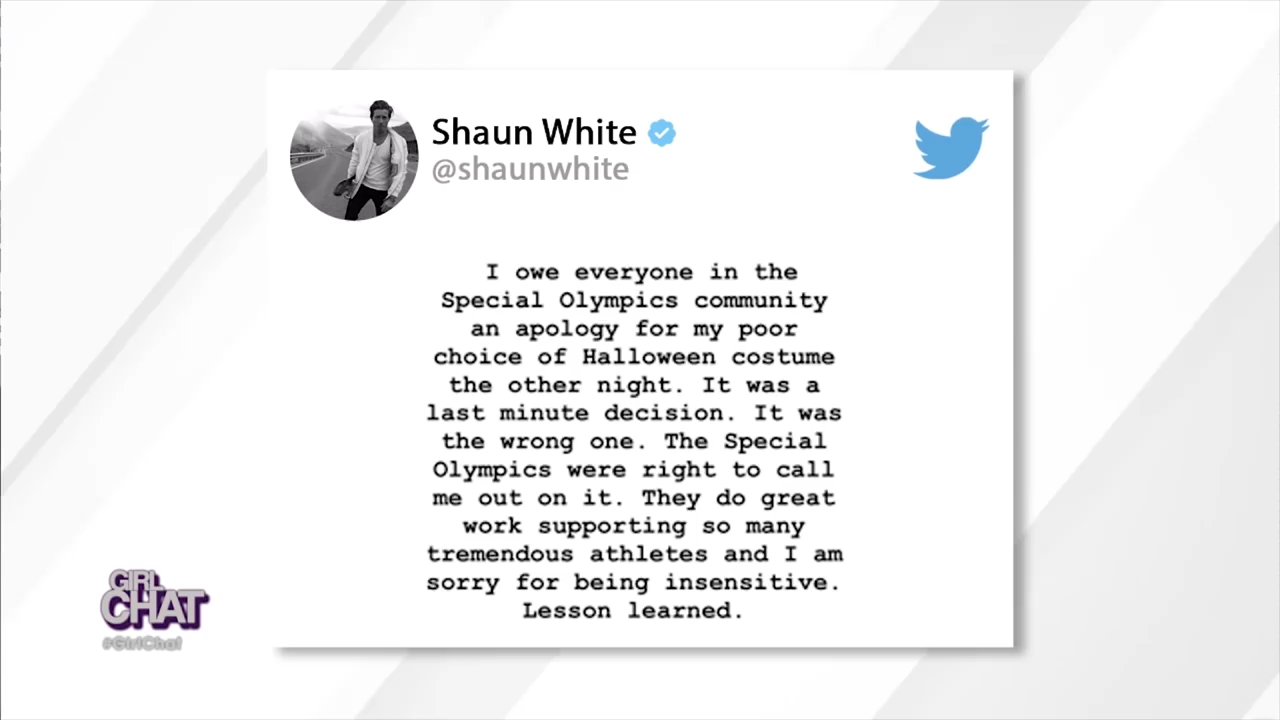 Shaun White
@shaunwhite
I owe everyone in the
Special Olympics community
an apology for my poor
choice of Halloween costume
the other night. It was a
last minute decision. It was
the wrong one. The Special
Olympics were right to call
me out on it. They do great
work supporting so many
tremendous athletes and I am
sorry for being insensitive.
Lesson learned.
GIRL
CHAT
#GirlChat